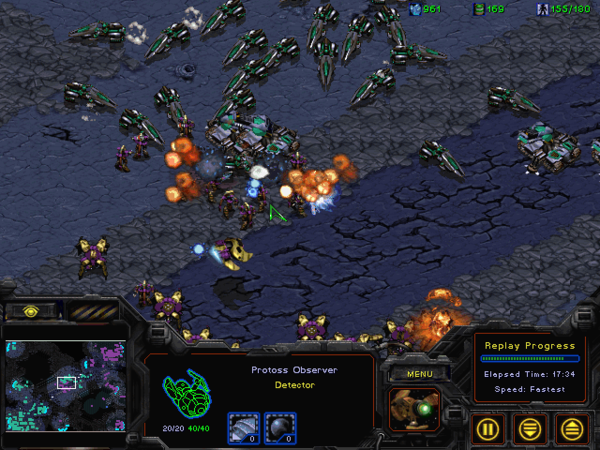 961 169 155/180
Protoss Observer
Detector
20/20 40/40
0 0
MENU
Replay Progress
Elapsed Time: 17:34
Speed: Fastest